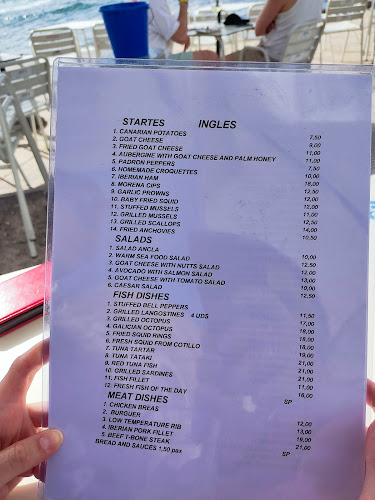 STARTES INGLES
1. CANARIAN POTATOES 7,50
2. GOAT CHEESE 9,00
3. FRIED GOAT CHEESE 11,00
4. AUBERGINE WITH GOAT CHEESE AND PALM HONEY 11,00
5. PADRON PEPPERS 7,50
6. HOMEMADE CROQUETTES 10,00
7. IBERIAN HAM 18,00
8. MORENA CIPS 12,00
9. GARLIC PROWNS 12,00
10. BABY FRIED SQUID 12,00
11. STUFFED MUSSELS 11,00
12. GRILLED MUSSELS 12,50
13. GRILLED SCALLOPS 14,00
14. FRIED ANCHOVIES 10,50
SALADS
1. SALAD ANCLA 10,00
2. WARM SEA FOOD SALAD 12,50
3. GOAT CHEESE WITH NUTTS SALAD 12,00
4. AVOCADO WITH SALMON SALAD 13,00
5. GOAT CHEESE WITH TOMATO SALAD 10,00
6. CAESAR SALAD 12,50
FISH DISHES
1. STUFFED BELL PEPPERS 11,50
2. GRILLED LANGOSTINES 4 UDS 17,00
3. GRILLED OCTOPUS 18,00
4. GALICIAN OCTOPUS 18,00
5. FRIED SQUID RINGS 18,00
6. FRESH SQUID FROM COTILLO 19,00
7. TUNA TARTAR 21,00
8. TUNA TATAKI 21,00
9. RED TUNA FISH 21,00
10. GRILLED SARDINES 11,00
11. FISH FILLET 16,00
12. FRESH FISH OF THE DAY SP
MEAT DISHES
1. CHICKEN BREAS 12,00
2. BURGUER 13,00
3. LOW TEMPERATURE RIB 19,00
4. IBERIAN PORK FILLET 21,00
5. BEEF T-BONE STEAK SP
BREAD AND SAUCES 1,50 pax